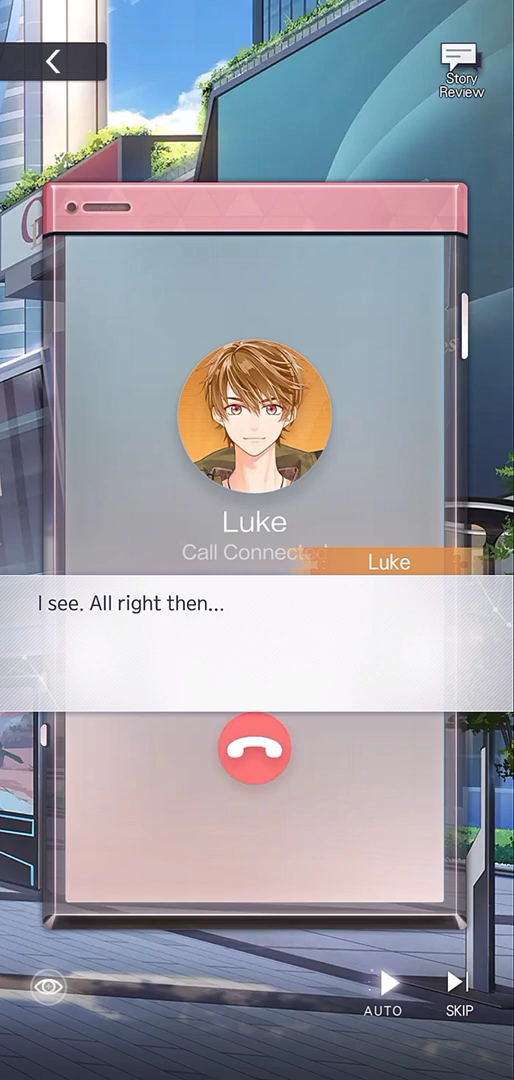 Story
Review
Luke
Call Connected
Luke
I see. All right then...
AUTO
SKIP